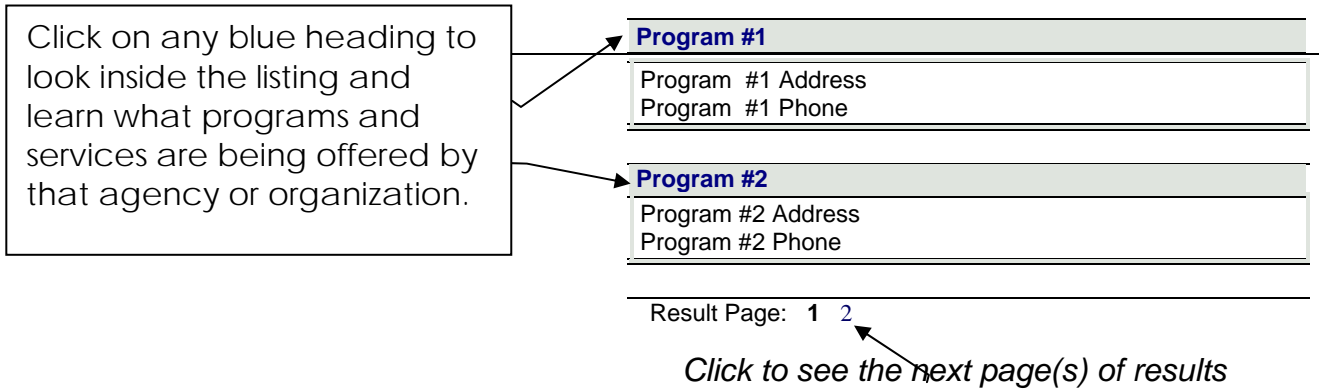 Click on any blue heading to
look inside the listing and
learn what programs and
services are being offered by
that agency or organization.
Program #1
Program  #1 Address
Program  #1 Phone
Program #2
Program #2 Address
Program #2 Phone
Result Page:  1  2
Click to see the next page(s) of results